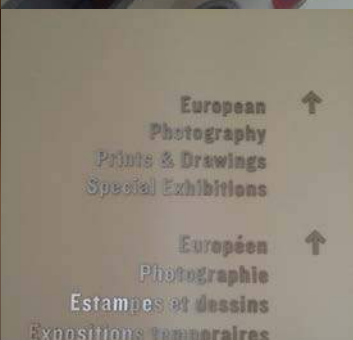 European ↑
Photography
Prints & Drawings
Special Exhibitions
Européen ↑
Photographie
Estampes et dessins
Expositions temporaires